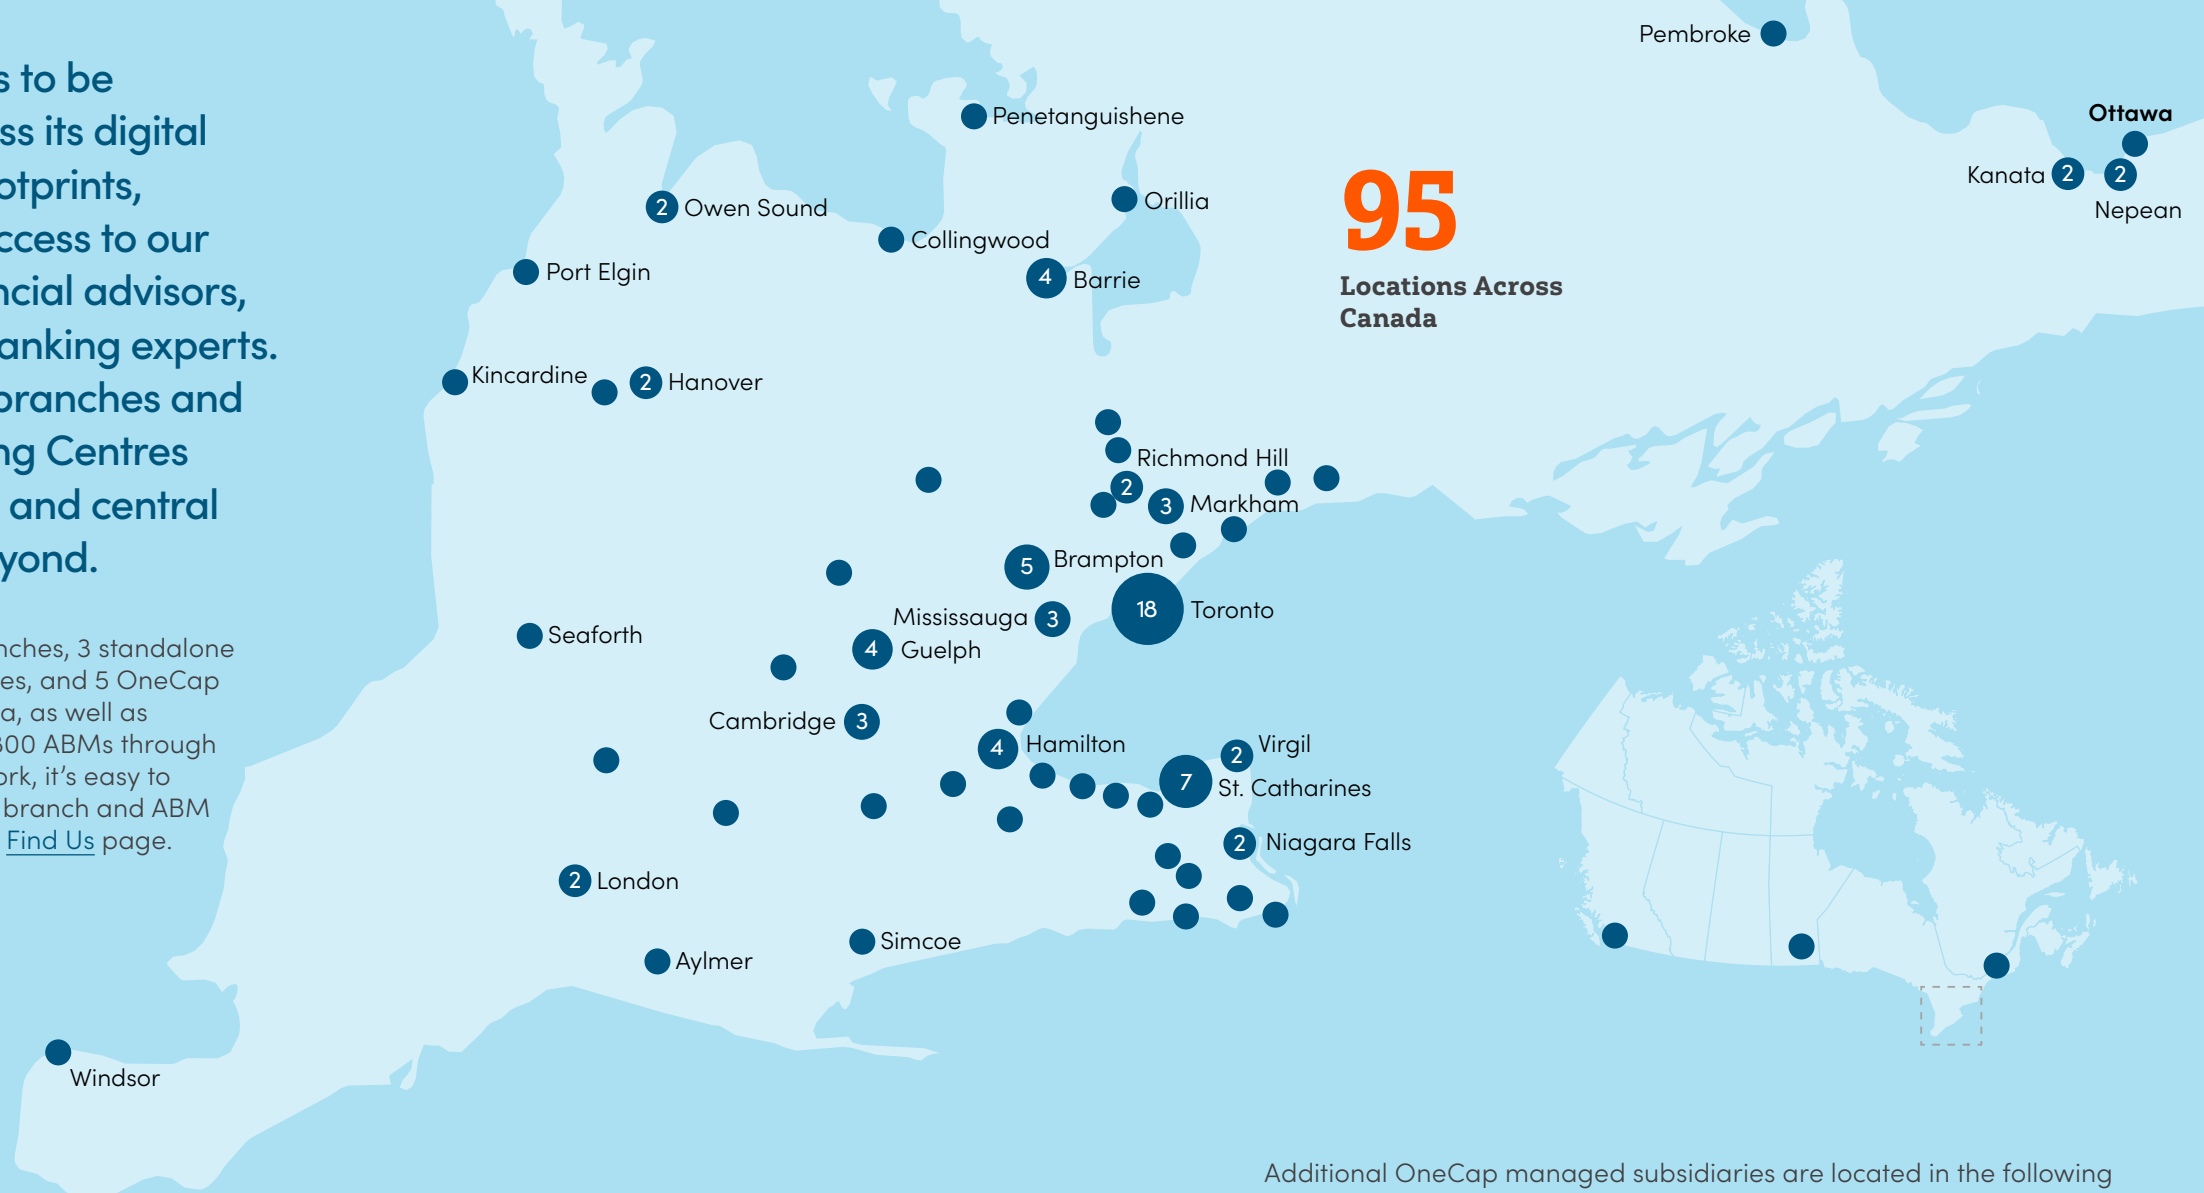 s to be
ss its digital
otprints,
ccess to our
ncial advisors,
anking experts.
branches and
ng Centres
and central
yond.
nches, 3 standalone
es, and 5 OneCap
a, as well as
300 ABMs through
ork, it's easy to
branch and ABM
Find Us page.
Pembroke
Ottawa
Kanata 2 2
Nepean
Penetanguishene
Orillia
2 Owen Sound
Collingwood
4 Barrie
Port Elgin
95
Locations Across
Canada
Kincardine
2 Hanover
Richmond Hill
2
3 Markham
5 Brampton
18 Toronto
Mississauga 3
4 Guelph
Seaforth
Cambridge 3
4 Hamilton
2 Virgil
7 St. Catharines
2 Niagara Falls
2 London
Simcoe
Aylmer
Windsor
Additional OneCap managed subsidiaries are located in the following